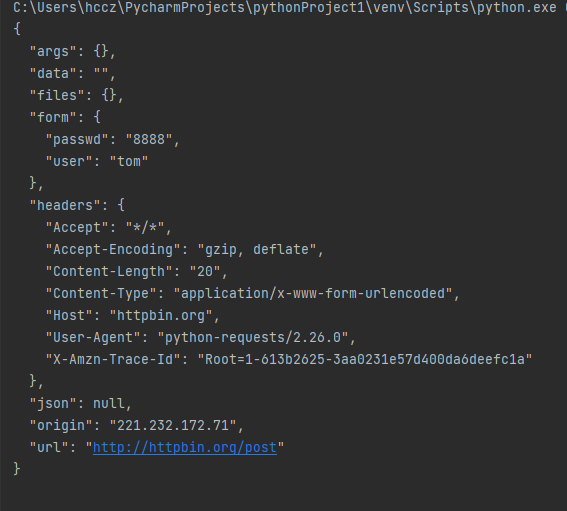 C:\Users\hccz\PycharmProjects\pythonProject1\venv\Scripts\python.exe
{
  "args": {},
  "data": "",
  "files": {},
  "form": {
    "passwd": "8888",
    "user": "tom"
  },
  "headers": {
    "Accept": "*/*",
    "Accept-Encoding": "gzip, deflate",
    "Content-Length": "20",
    "Content-Type": "application/x-www-form-urlencoded",
    "Host": "httpbin.org",
    "User-Agent": "python-requests/2.26.0",
    "X-Amzn-Trace-Id": "Root=1-613b2625-3aa0231e57d400da6deefc1a"
  },
  "json": null,
  "origin": "221.232.172.71",
  "url": "http://httpbin.org/post"
}